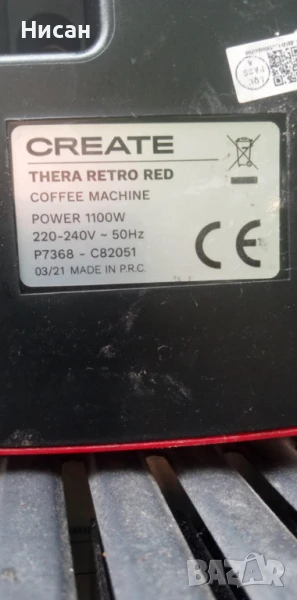 Нисан
CREATE
THERA RETRO RED
COFFEE MACHINE
POWER 1100W
220-240V ~ 50Hz
P7368 - C82051
03/21 MADE IN P.R.C.
CE
BAZAR